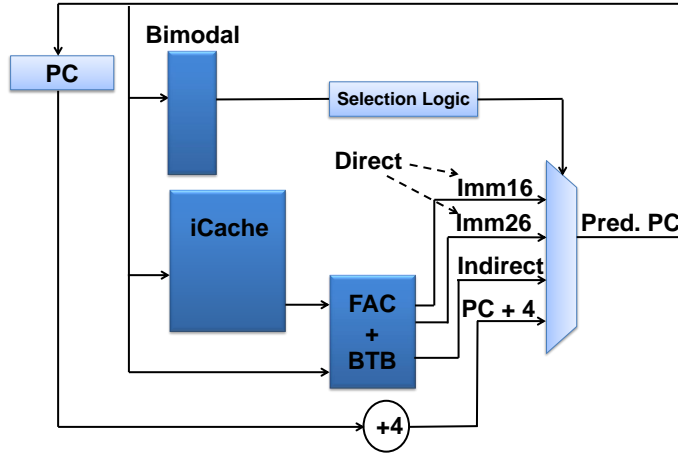 Bimodal
PC
Selection Logic
Direct
Imm16
iCache
Imm26
Pred. PC
Indirect
FAC
+
BTB
PC + 4
+4